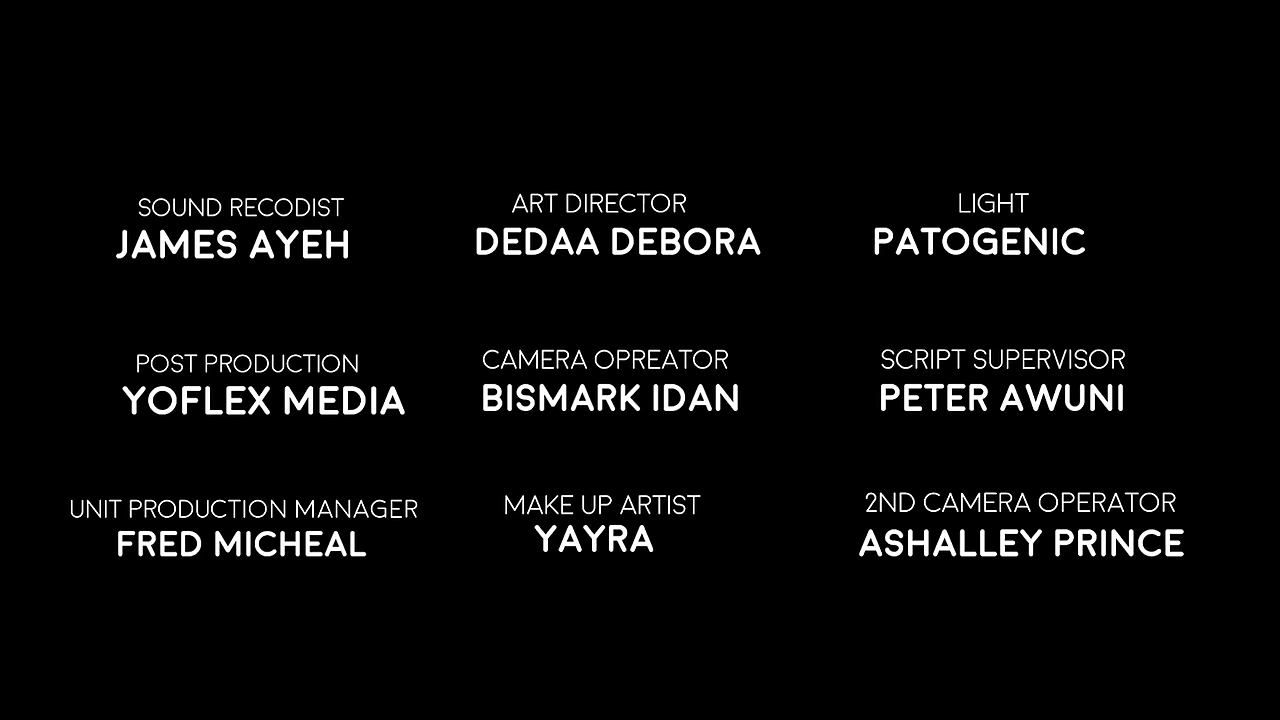 SOUND RECODIST
JAMES AYEH
ART DIRECTOR
DEDAA DEBORA
LIGHT
PATOGENIC
POST PRODUCTION
YOFLEX MEDIA
CAMERA OPREATOR
BISMARK IDAN
SCRIPT SUPERVISOR
PETER AWUNI
UNIT PRODUCTION MANAGER
FRED MICHEAL
MAKE UP ARTIST
YAYRA
2ND CAMERA OPERATOR
ASHALLEY PRINCE